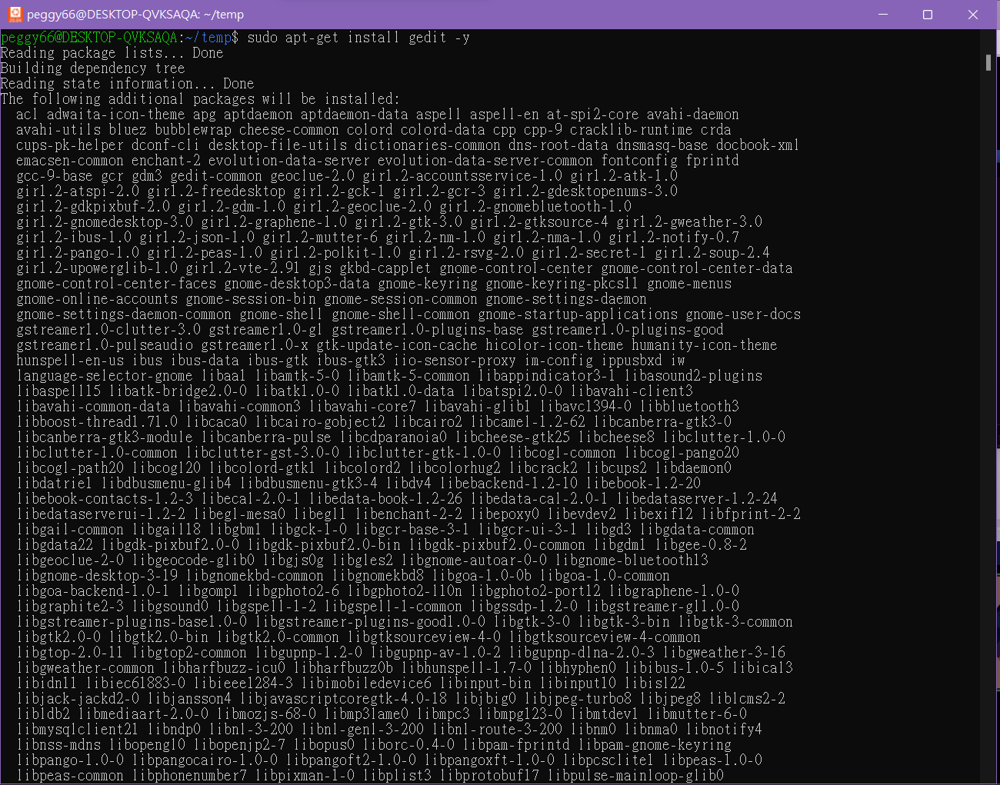 peggy66@DESKTOP-QVKSAQA: ~/temp
peggy66@DESKTOP-QVKSAQA:~/temp$ sudo apt-get install gedit -y
Reading package lists... Done
Building dependency tree
Reading state information... Done
The following additional packages will be installed:
acl adwaita-icon-theme apg aptdaemon aptdaemon-data aspell aspell-en at-spi2-core avahi-daemon
avahi-utils bluez bubblewrap cheese-common colord colord-data cpp cpp-9 cracklib-runtime crda
cups-pk-helper dconf-cli desktop-file-utils dictionaries-common dns-root-data dnsmasq-base docbook-xml
emacsen-common enchant-2 evolution-data-server evolution-data-server-common fontconfig fprintd
gcc-9-base gcr gdm3 gedit-common geoclue-2.0 gir1.2-accountsservice-1.0 gir1.2-atk-1.0
gir1.2-atspi-2.0 gir1.2-freedesktop gir1.2-gck-1 gir1.2-gcr-3 gir1.2-gdesktopenums-3.0
gir1.2-gdkpixbuf-2.0 gir1.2-gdm-1.0 gir1.2-geoclue-2.0 gir1.2-gnomebluetooth-1.0
gir1.2-gnomedesktop-3.0 gir1.2-graphene-1.0 gir1.2-gtk-3.0 gir1.2-gtksource-4 gir1.2-gweather-3.0
gir1.2-ibus-1.0 gir1.2-json-1.0 gir1.2-mutter-6 gir1.2-nm-1.0 gir1.2-nma-1.0 gir1.2-notify-0.7
gir1.2-pango-1.0 gir1.2-peas-1.0 gir1.2-polkit-1.0 gir1.2-rsvg-2.0 gir1.2-secret-1 gir1.2-soup-2.4
gir1.2-upowerglib-1.0 gir1.2-vte-2.91 gjs gkbd-capplet gnome-control-center gnome-control-center-data
gnome-control-center-faces gnome-desktop3-data gnome-keyring gnome-keyring-pkcs11 gnome-menus
gnome-online-accounts gnome-session-bin gnome-session-common gnome-settings-daemon
gnome-settings-daemon-common gnome-shell gnome-shell-common gnome-startup-applications gnome-user-docs
gstreamer1.0-clutter-3.0 gstreamer1.0-gl gstreamer1.0-plugins-base gstreamer1.0-plugins-good
gstreamer1.0-pulseaudio gstreamer1.0-x gtk-update-icon-cache hicolor-icon-theme humanity-icon-theme
hunspell-en-us ibus ibus-data ibus-gtk ibus-gtk3 iio-sensor-proxy im-config ippusbxd iw
language-selector-gnome libaa1 libamtk-5-0 libamtk-5-common libappindicator3-1 libasound2-plugins
libaspell15 libatk-bridge2.0-0 libatk1.0-0 libatk1.0-data libatspi2.0-0 libavahi-client3
libavahi-common-data libavahi-common3 libavahi-core7 libavahi-glib1 libavc1394-0 libbluetooth3
libboost-thread1.71.0 libcaca0 libcairo-gobject2 libcairo2 libcamel-1.2-62 libcanberra-gtk3-0
libcanberra-gtk3-module libcanberra-pulse libcdparanoia0 libcheese-gtk25 libcheese8 libclutter-1.0-0
libclutter-1.0-common libclutter-gst-3.0-0 libclutter-gtk-1.0-0 libcogl-common libcogl-pango20
libcogl-path20 libcogl20 libcolord-gtk1 libcolord2 libcolorhug2 libcrack2 libcups2 libdaemon0
libdatrie1 libdbusmenu-glib4 libdbusmenu-gtk3-4 libdv4 libebackend-1.2-10 libebook-1.2-20
libebook-contacts-1.2-3 libecal-2.0-1 libedata-book-1.2-26 libedata-cal-2.0-1 libedataserver-1.2-24
libedataserverui-1.2-2 libegl-mesa0 libegl1 libenchant-2-2 libepoxy0 libevdev2 libexif12 libfprint-2-2
libgail-common libgail18 libgbm1 libgck-1-0 libgcr-base-3-1 libgcr-ui-3-1 libgd3 libgdata-common
libgdata22 libgdk-pixbuf2.0-0 libgdk-pixbuf2.0-bin libgdk-pixbuf2.0-common libgdm1 libgee-0.8-2
libgeoclue-2-0 libgeocode-glib0 libgjs0g libgles2 libgnome-autoar-0-0 libgnome-bluetooth13
libgnome-desktop-3-19 libgnomekbd-common libgnomekbd8 libgoa-1.0-0b libgoa-1.0-common
libgoa-backend-1.0-1 libgomp1 libgphoto2-6 libgphoto2-l10n libgphoto2-port12 libgraphene-1.0-0
libgraphite2-3 libgsound0 libgspell-1-2 libgspell-1-common libgssdp-1.2-0 libgstreamer-gl1.0-0
libgstreamer-plugins-base1.0-0 libgstreamer-plugins-good1.0-0 libgtk-3-0 libgtk-3-bin libgtk-3-common
libgtk2.0-0 libgtk2.0-bin libgtk2.0-common libgtksourceview-4-0 libgtksourceview-4-common
libgtop-2.0-11 libgtop2-common libgupnp-1.2-0 libgupnp-av-1.0-2 libgupnp-dlna-2.0-3 libgweather-3-16
libgweather-common libharfbuzz-icu0 libharfbuzz0b libhunspell-1.7-0 libhyphen0 libibus-1.0-5 libical3
libidn11 libiec61883-0 libieee1284-3 libimobiledevice6 libinput-bin libinput10 libisl22
libjack-jackd2-0 libjansson4 libjavascriptcoregtk-4.0-18 libjbig0 libjpeg-turbo8 libjpeg8 liblcms2-2
libldb2 libmediaart-2.0-0 libmozjs-68-0 libmp3lame0 libmpc3 libmpg123-0 libmtdev1 libmutter-6-0
libmysqlclient21 libndp0 libnl-3-200 libnl-genl-3-200 libnl-route-3-200 libnm0 libnma0 libnotify4
libnss-mdns libopengl0 libopenjp2-7 libopus0 liborc-0.4-0 libpam-fprintd libpam-gnome-keyring
libpango-1.0-0 libpangocairo-1.0-0 libpangoft2-1.0-0 libpangoxft-1.0-0 libpcsclite1 libpeas-1.0-0
libpeas-common libphonenumber7 libpixman-1-0 libplist3 libprotobuf17 libpulse-mainloop-glib0